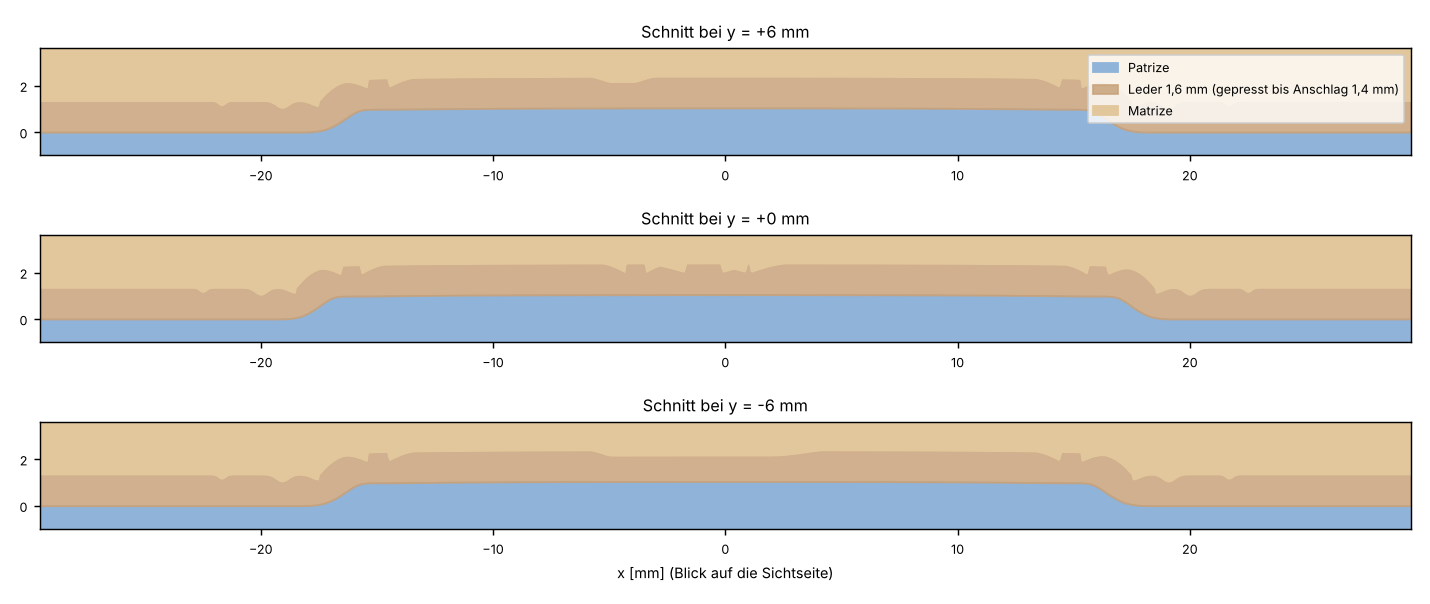 Schnitt bei y = +6 mm
Patrize
Leder 1,6 mm (gepresst bis Anschlag 1,4 mm)
Matrize
2
0
−20 −10 0 10 20
Schnitt bei y = +0 mm
2
0
−20 −10 0 10 20
Schnitt bei y = -6 mm
2
0
−20 −10 0 10 20
x [mm] (Blick auf die Sichtseite)